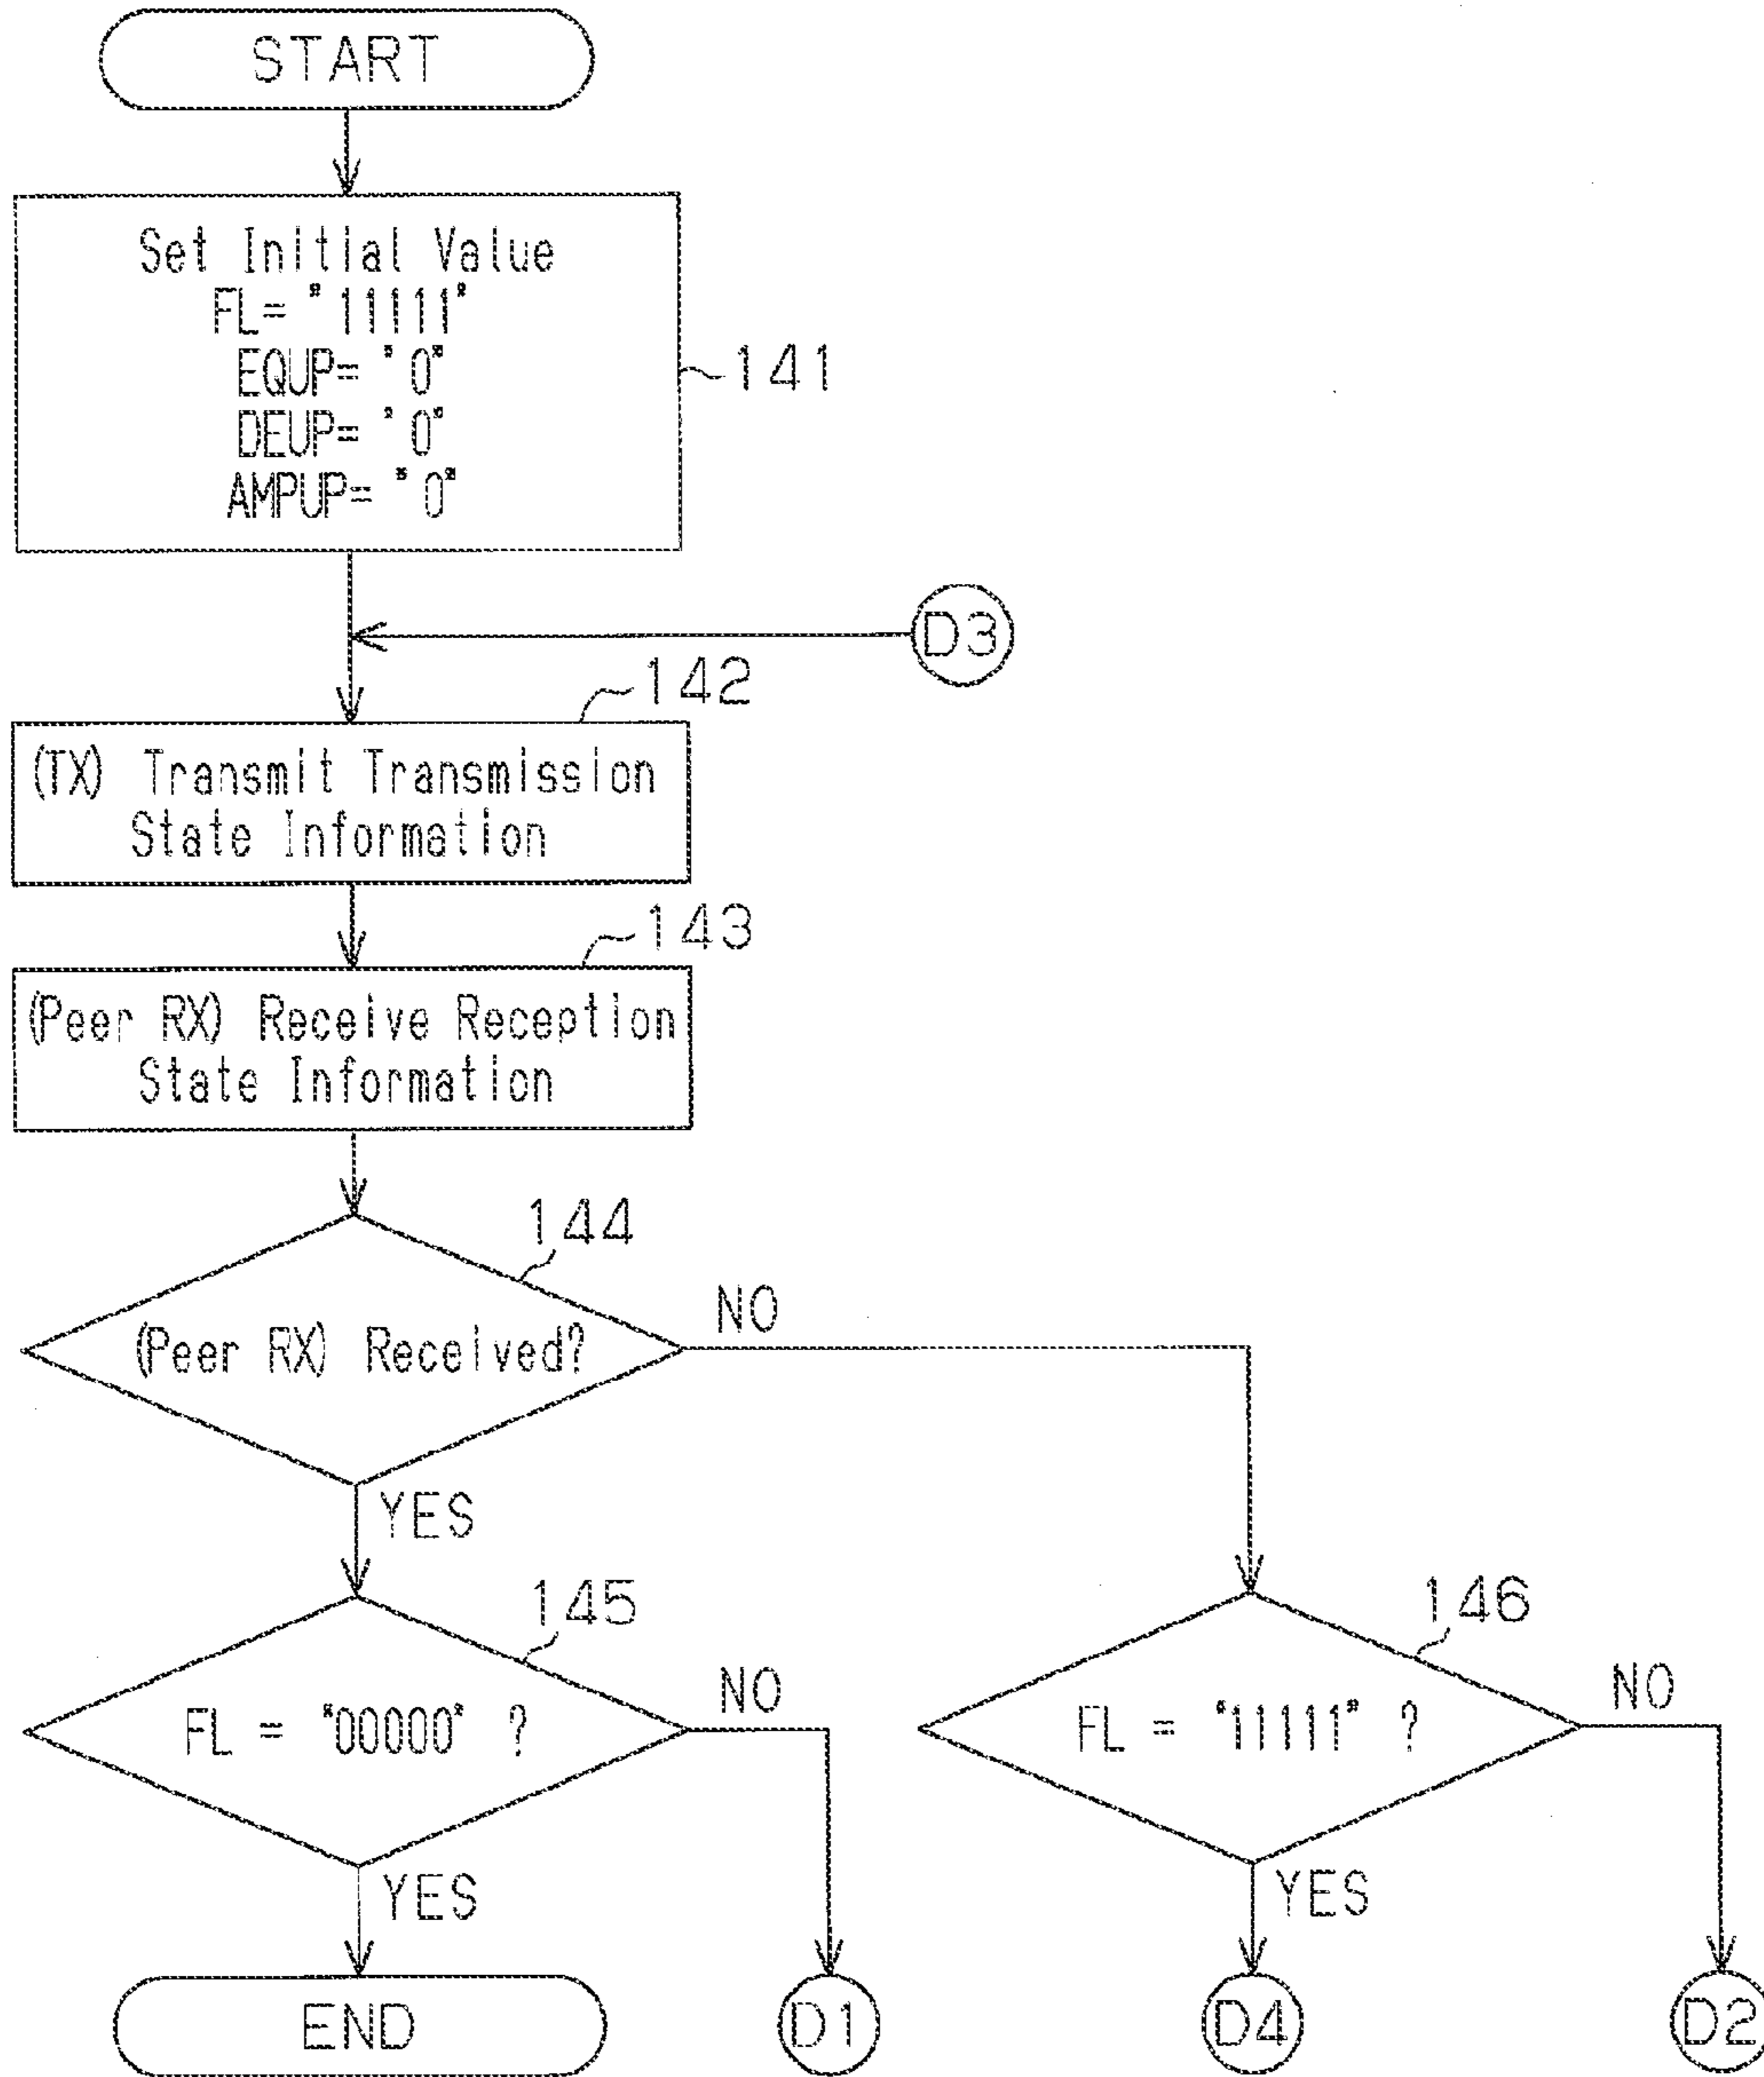 START
Set Initial Value
FL= "11111"
EQUP= "0"
DEUP= "0"
AMPUP= "0"
141
D3
142
(TX) Transmit Transmission
State Information
143
(Peer RX) Receive Reception
State Information
144
(Peer RX) Received?
NO
YES
145
FL = "00000" ?
NO
146
FL = "11111" ?
NO
YES
YES
END
D1
D4
D2